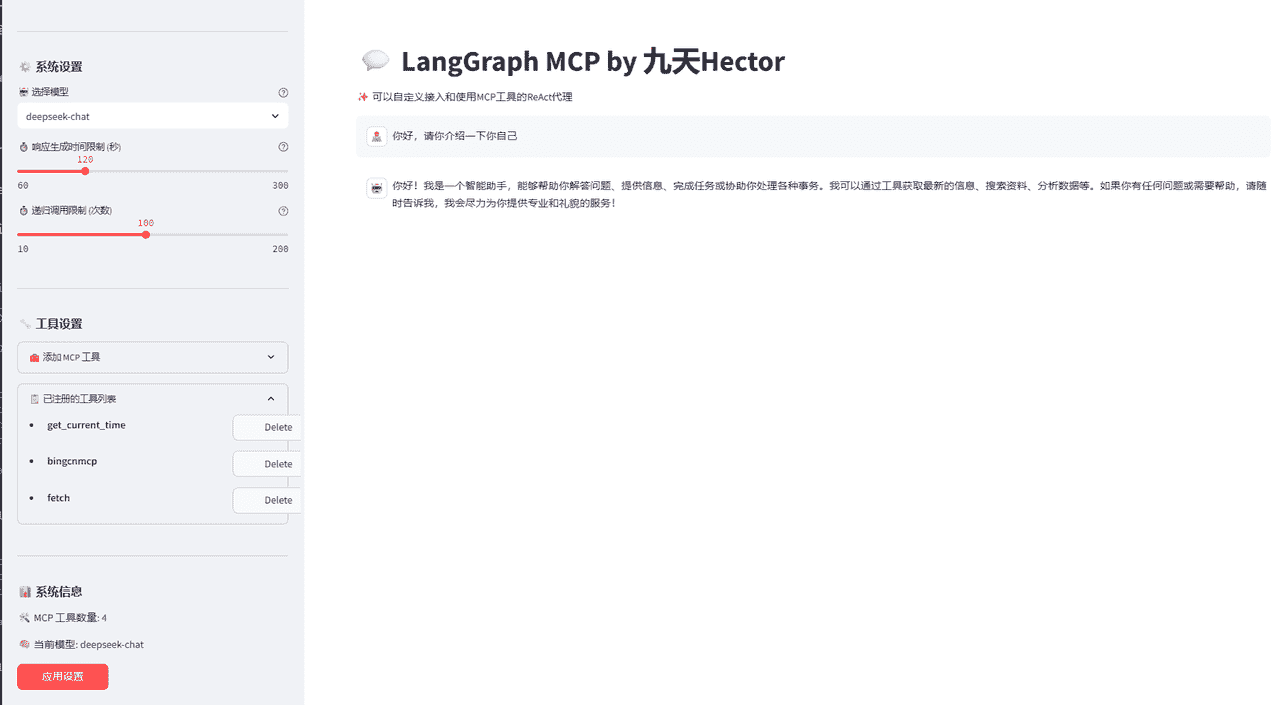 系统设置
选择模型
deepseek-chat
响应生成时间限制 (秒)
120
60 300
递归调用限制 (次数)
100
10 200
工具设置
添加 MCP 工具
已注册的工具列表
get_current_time Delete
bingcnmcp Delete
fetch Delete
系统信息
MCP 工具数量: 4
当前模型: deepseek-chat
应用设置
LangGraph MCP by 九天Hector
可以自定义接入和使用MCP工具的ReAct代理
你好，请你介绍一下你自己
你好！我是一个智能助手，能够帮助你解答问题、提供信息、完成任务或协助你处理各种事务。我可以通过工具获取最新的信息、搜索资料、分析数据等。如果你有任何问题或需要帮助，请随
时告诉我，我会尽力为你提供专业和礼貌的服务！